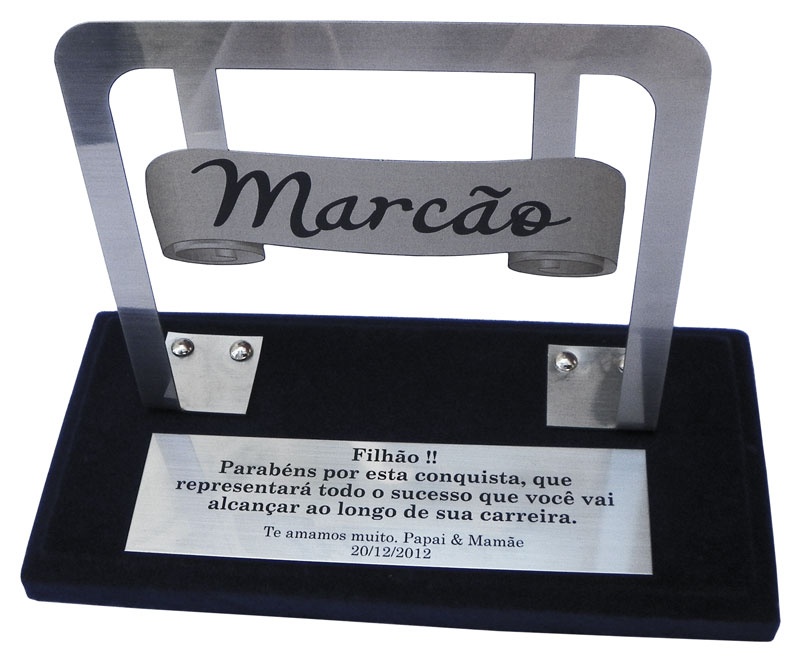 Marcão
Filhão !!
Parabéns por esta conquista, que
representará todo o sucesso que você vai
alcançar ao longo de sua carreira.
Te amamos muito. Papai & Mamãe
20/12/2012